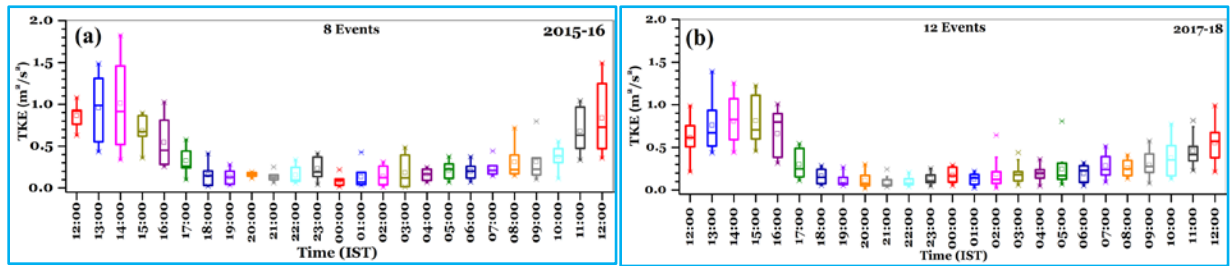 (a) 8 Events 2015-16
TKE (m²/s²)
2.0
1.5
1.0
0.5
0.0
12:00 13:00 14:00 15:00 16:00 17:00 18:00 19:00 20:00 21:00 22:00 23:00 00:00 01:00 02:00 03:00 04:00 05:00 06:00 07:00 08:00 09:00 10:00 11:00 12:00
Time (IST)
(b) 12 Events 2017-18
TKE (m²/s²)
2.0
1.5
1.0
0.5
0.0
12:00 13:00 14:00 15:00 16:00 17:00 18:00 19:00 20:00 21:00 22:00 23:00 00:00 01:00 02:00 03:00 04:00 05:00 06:00 07:00 08:00 09:00 10:00 11:00 12:00
Time (IST)